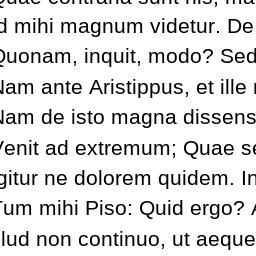 Quae contraria sunt his, ma
d mihi magnum videtur. De
Quonam, inquit, modo? Sed
Nam ante Aristippus, et ille
Nam de isto magna dissens
Venit ad extremum; Quae se
gitur ne dolorem quidem. In
Tum mihi Piso: Quid ergo?
lud non continuo, ut aeque